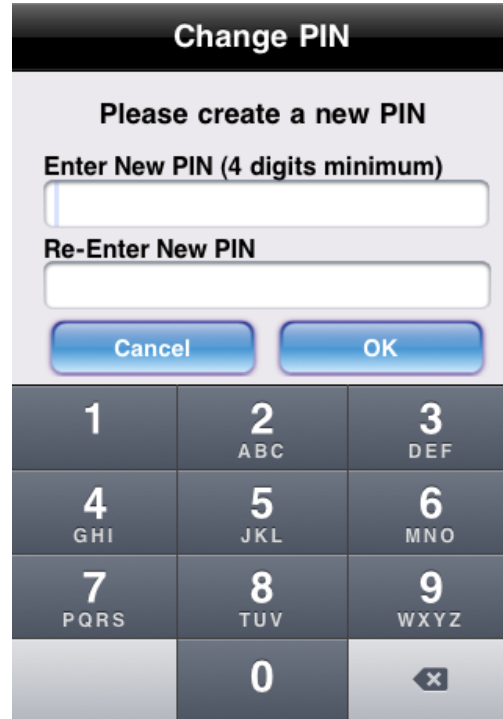 Change PIN
Please create a new PIN
Enter New PIN (4 digits minimum)
Re-Enter New PIN
Cancel OK
1 2 3
ABC DEF
4 5 6
GHI JKL MNO
7 8 9
PQRS TUV WXYZ
0